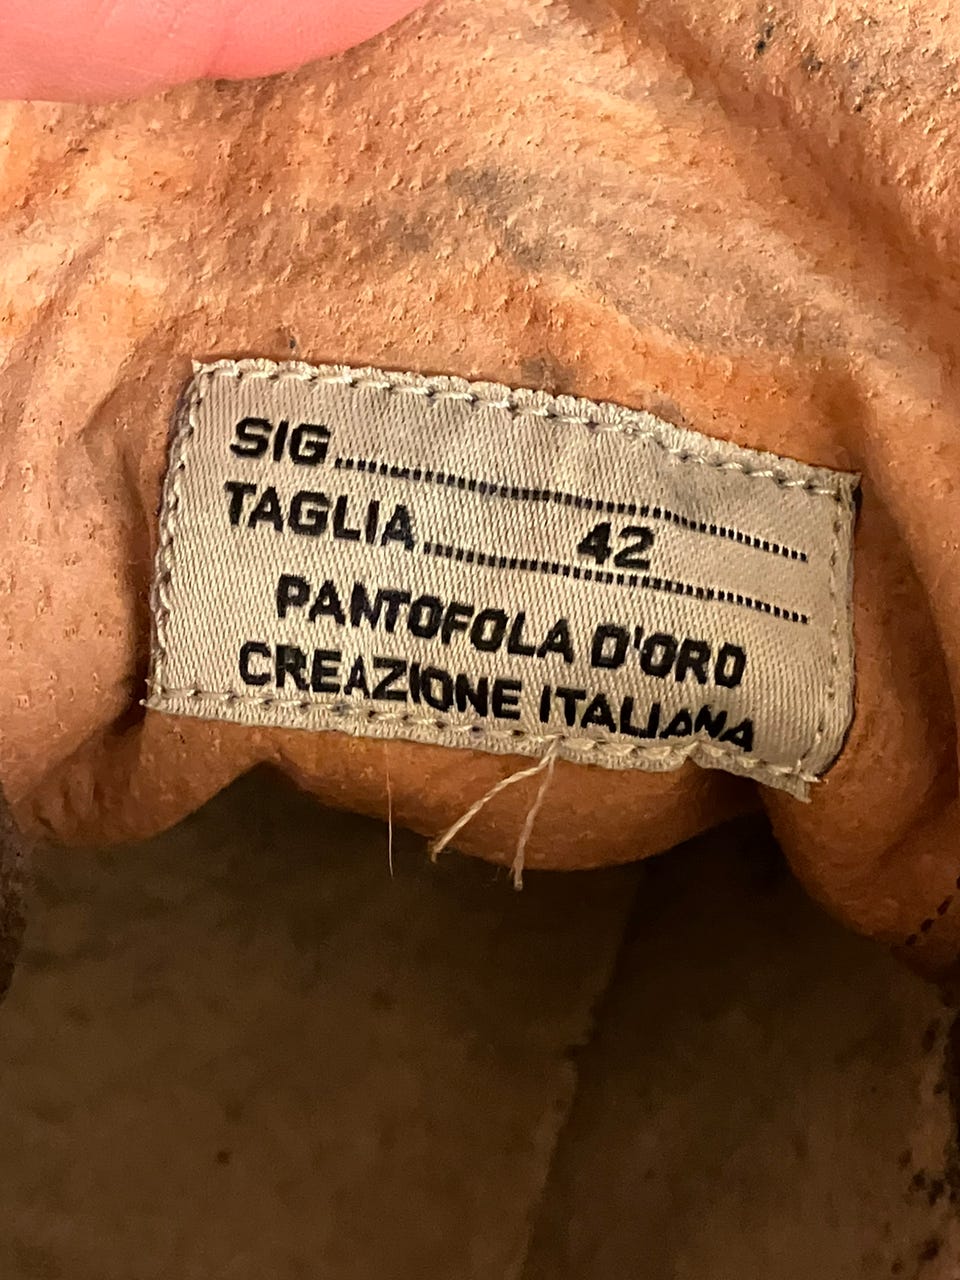 SIG..............................
TAGLIA............42............
PANTOFOLA D'ORO
CREAZIONE ITALIANA